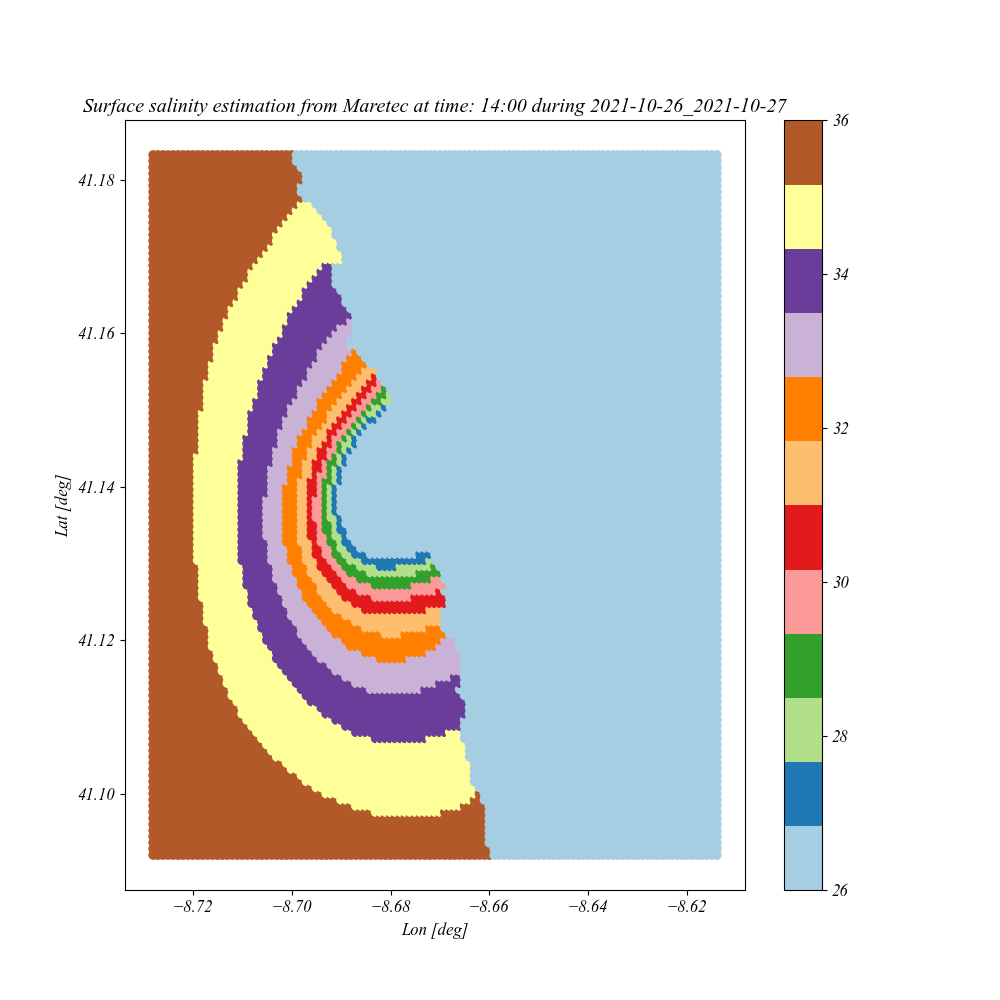 Surface salinity estimation from Maretec at time: 14:00 during 2021-10-26_2021-10-27
36
41.18
34
41.16
32
Lat [deg]
41.14
30
41.12
28
41.10
26
−8.72 −8.70 −8.68 −8.66 −8.64 −8.62
Lon [deg]